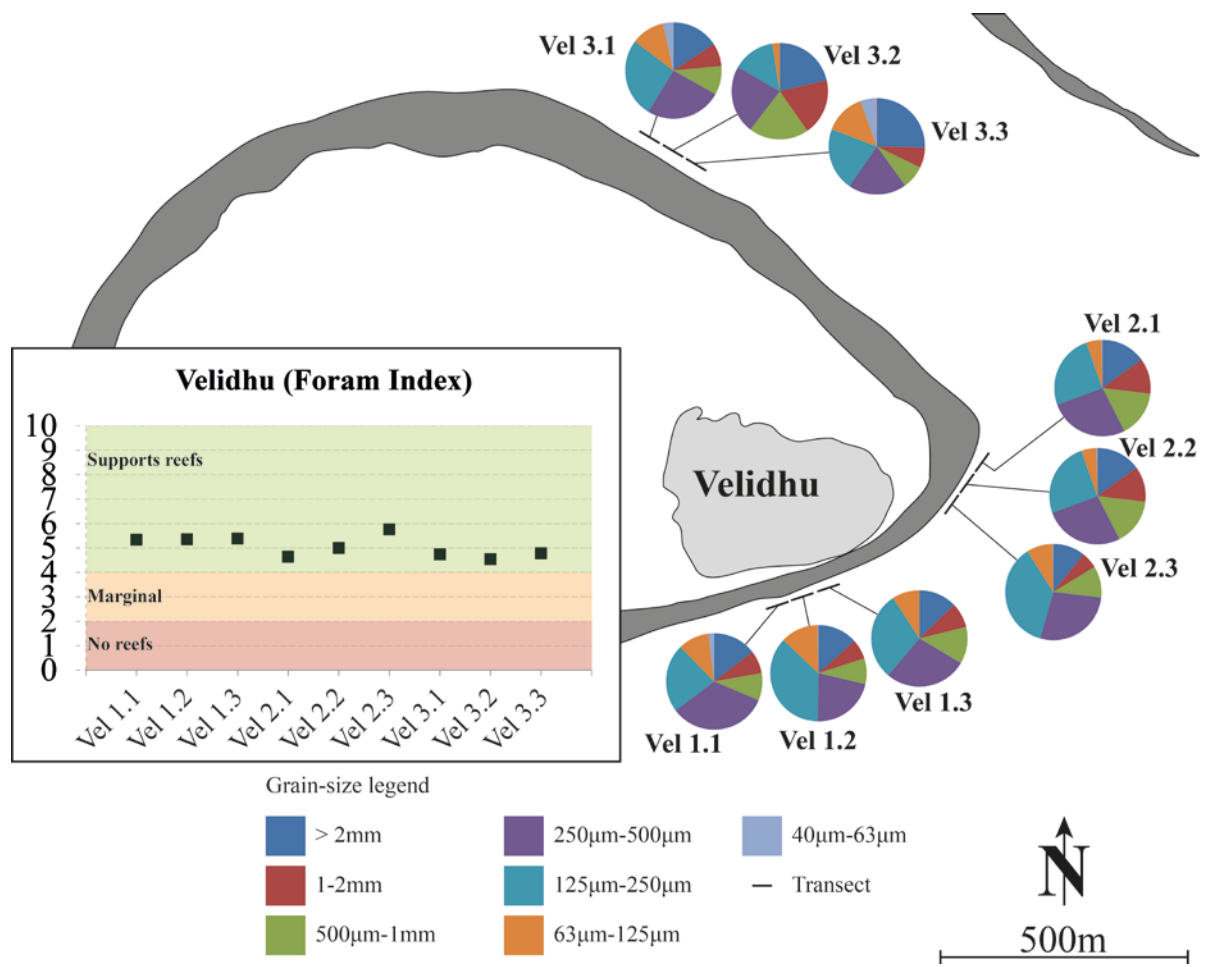 Vel 3.1
Vel 3.2
Vel 3.3
Vel 2.1
Vel 2.2
Vel 2.3
Velidhu
Vel 1.3
Vel 1.1
Vel 1.2
Velidhu (Foram Index)
10
9
8
7
6
5
4
3
2
1
0
Supports reefs
Marginal
No reefs
Vel 1.1
Vel 1.2
Vel 1.3
Vel 2.1
Vel 2.2
Vel 2.3
Vel 3.1
Vel 3.2
Vel 3.3
Grain-size legend
> 2mm
1-2mm
500μm-1mm
250μm-500μm
125μm-250μm
63μm-125μm
40μm-63μm
Transect
N
500m